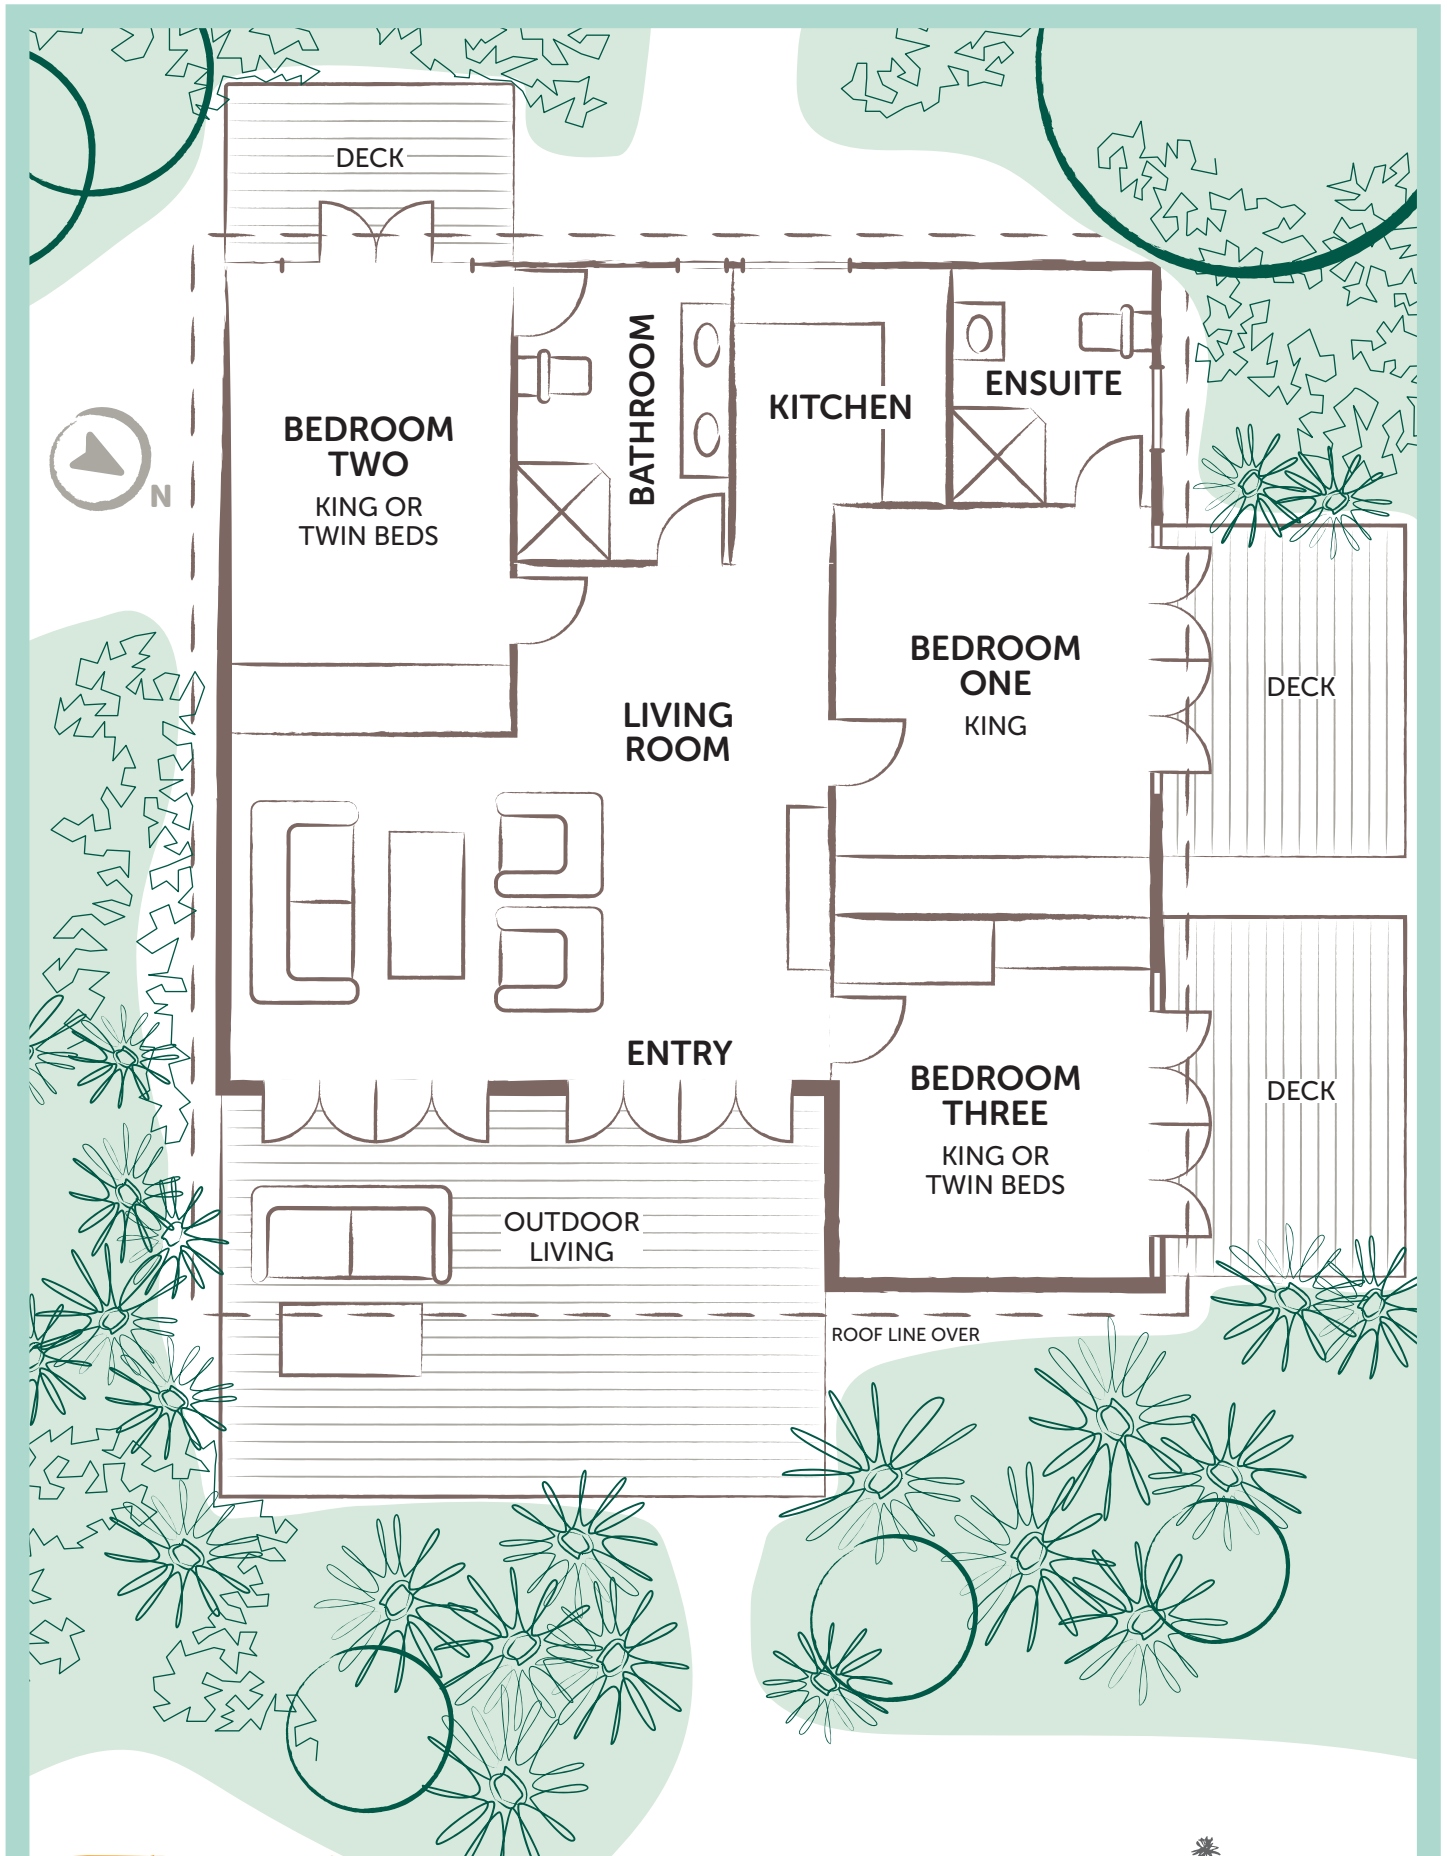 DECK
BEDROOM
TWO
KING OR
TWIN BEDS
BATHROOM
KITCHEN
ENSUITE
N
BEDROOM
ONE
KING
DECK
LIVING
ROOM
ENTRY
BEDROOM
THREE
KING OR
TWIN BEDS
DECK
OUTDOOR
LIVING
ROOF LINE OVER